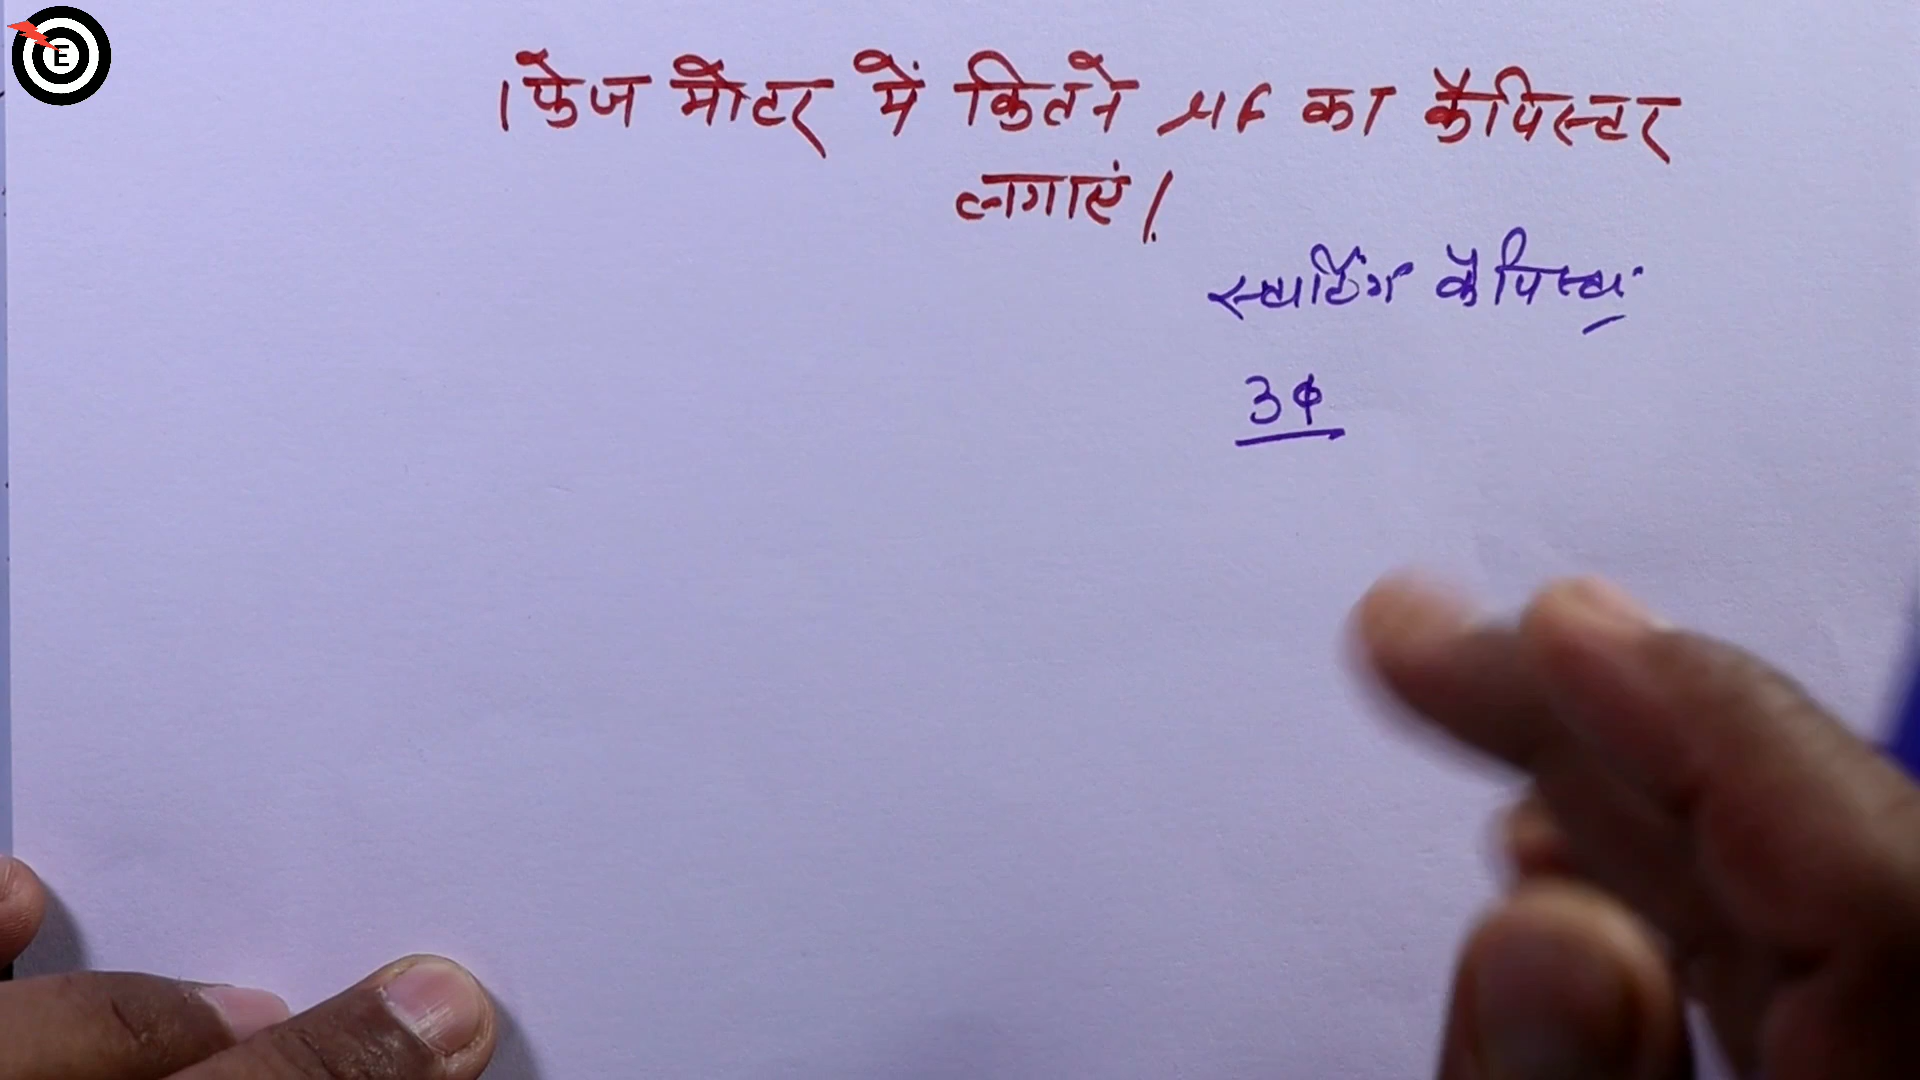 E
1 फेज मोटर में कितने µF का कैपिस्टर
लगाएं!
स्टार्टिंग कैपिस्टर
3Φ